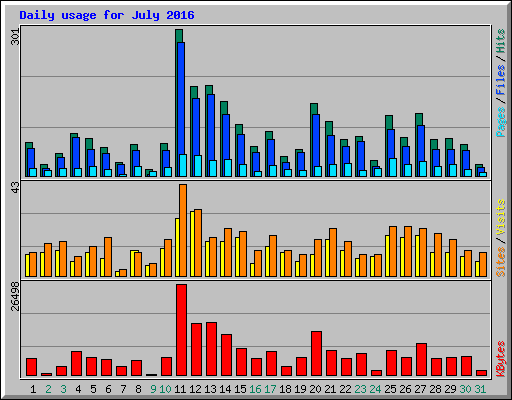 Daily usage for July 2016
301
Pages / Files / Hits
43
Sites / Visits
26498
KBytes
1 2 3 4 5 6 7 8 9 10 11 12 13 14 15 16 17 18 19 20 21 22 23 24 25 26 27 28 29 30 31